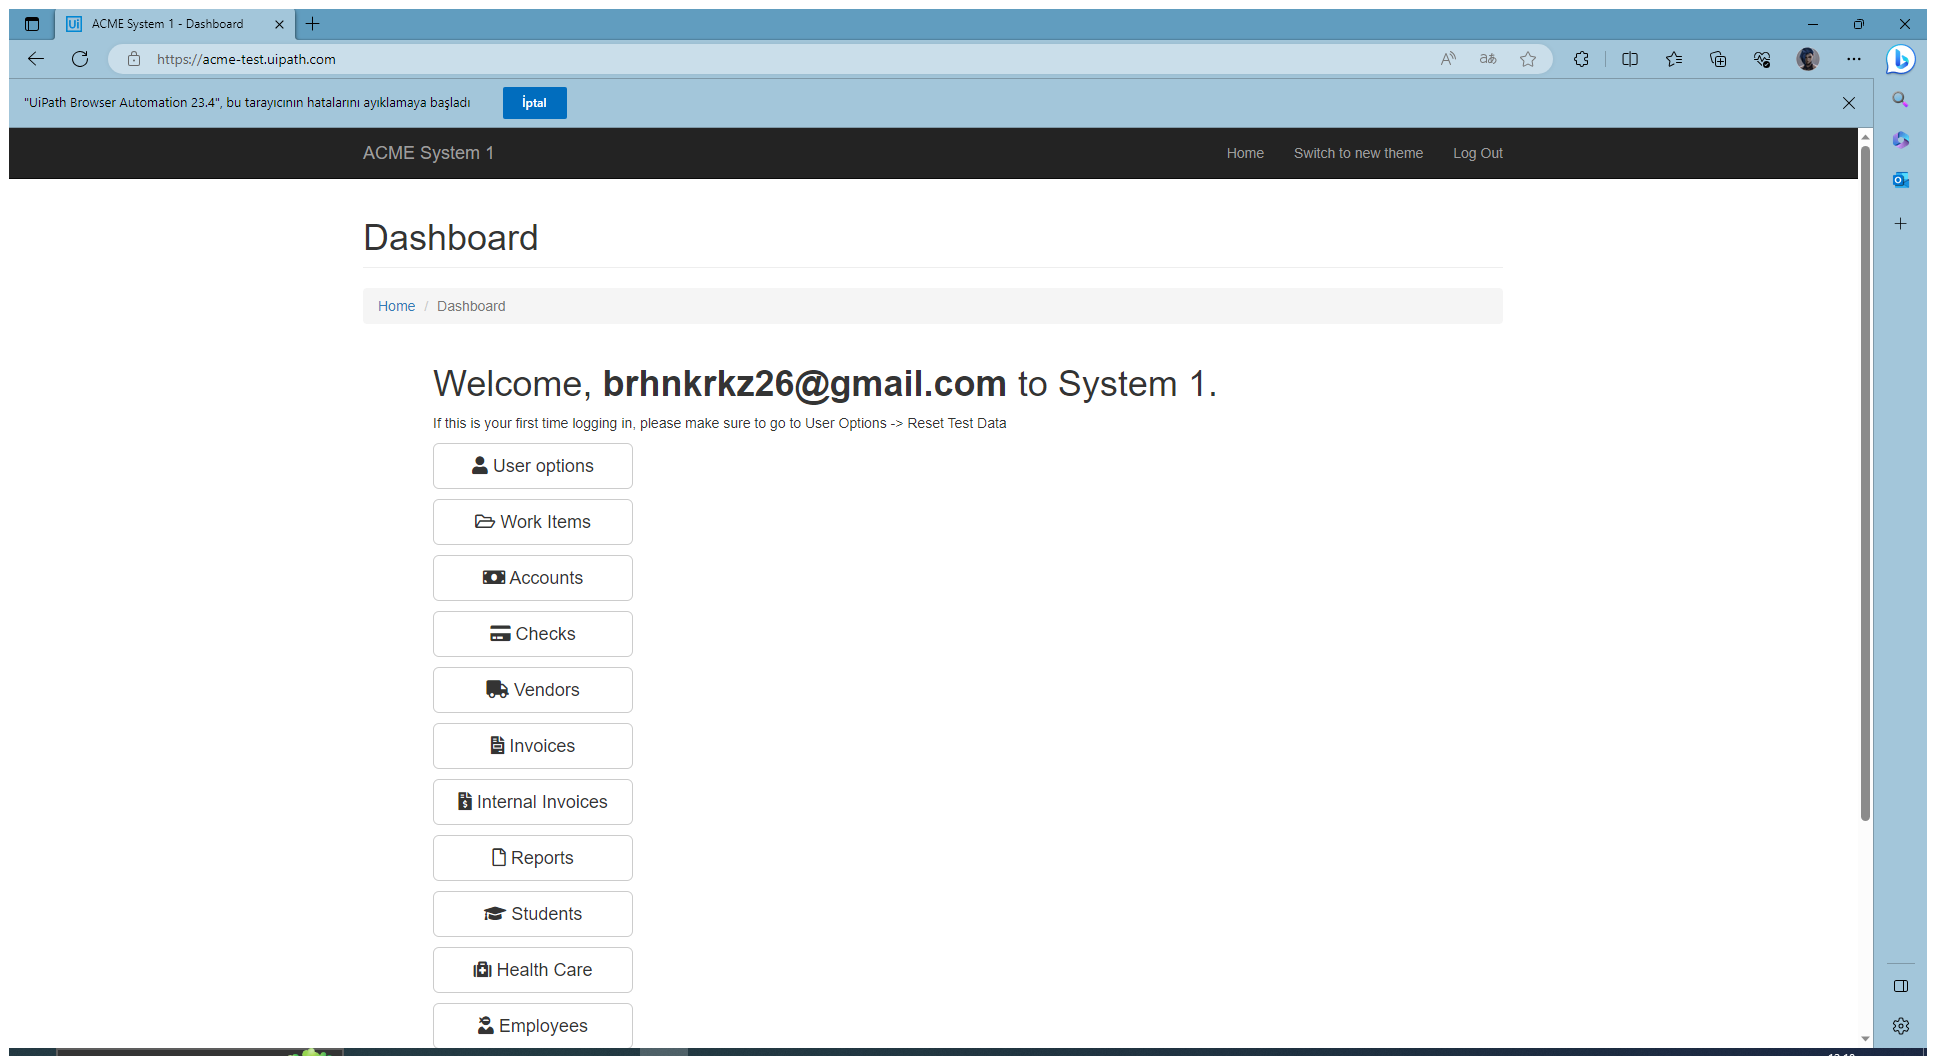 ACME System 1 - Dashboard
https://acme-test.uipath.com
"UiPath Browser Automation 23.4", bu tarayıcının hatalarını ayıklamaya başladı
İptal
ACME System 1
Home
Switch to new theme
Log Out
Dashboard
Home / Dashboard
Welcome, brhnkrkz26@gmail.com to System 1.
If this is your first time logging in, please make sure to go to User Options -> Reset Test Data
User options
Work Items
Accounts
Checks
Vendors
Invoices
Internal Invoices
Reports
Students
Health Care
Employees